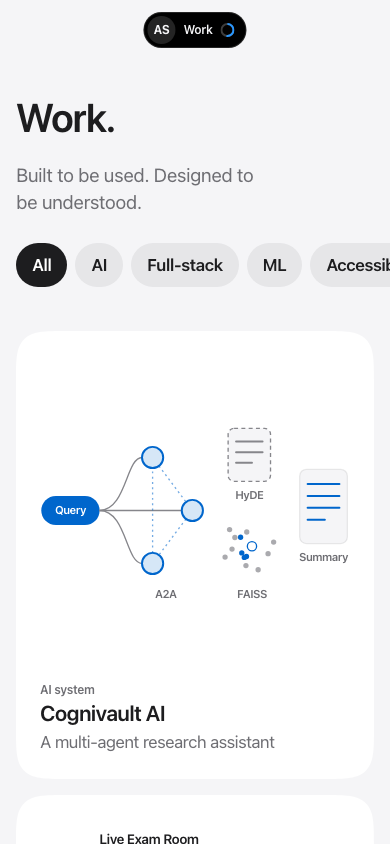 AS Work
Work.
Built to be used. Designed to
be understood.
All AI Full-stack ML Accessib
Query
HyDE
Summary
A2A
FAISS
AI system
Cognivault AI
A multi-agent research assistant
Live Exam Room